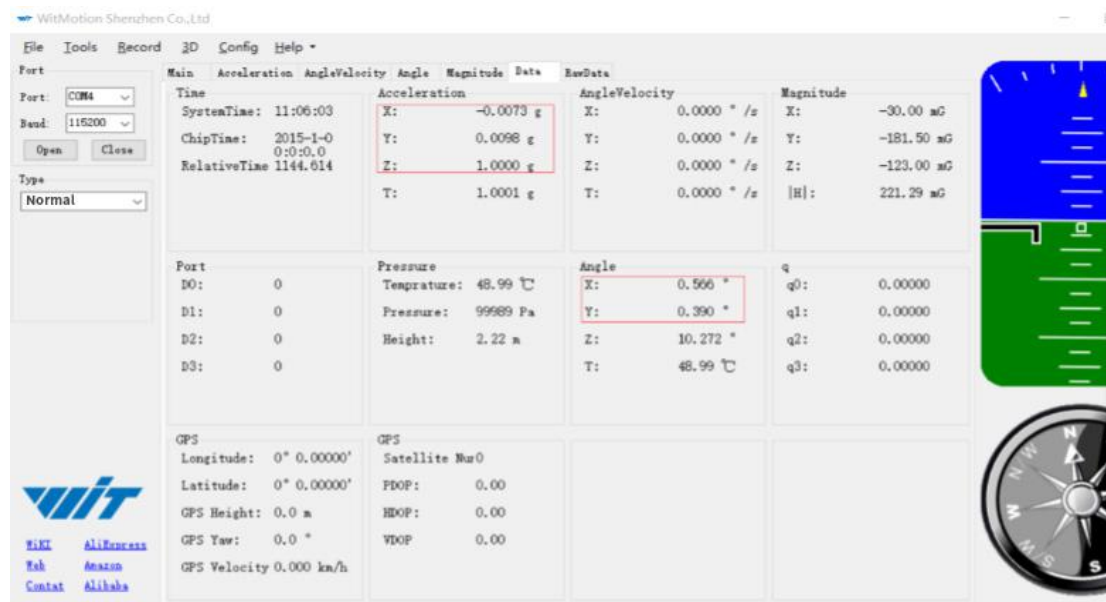 WitMotion Shenzhen Co.,Ltd
File Tools Record 3D Config Help
Port
Port: COM4
Baud: 115200
Open Close
Type
Normal
Main Acceleration AngleVelocity Angle Magnitude Data RawData
Time
SystemTime: 11:06:03
ChipTime: 2015-1-0
0:0:0.0
RelativeTime 1144.614
Acceleration
X: -0.0073 g
Y: 0.0098 g
Z: 1.0000 g
T: 1.0001 g
AngleVelocity
X: 0.0000 ° /s
Y: 0.0000 ° /s
Z: 0.0000 ° /s
T: 0.0000 ° /s
Magnitude
X: -30.00 mG
Y: -181.50 mG
Z: -123.00 mG
|H|: 221.29 mG
Port
D0: 0
D1: 0
D2: 0
D3: 0
Pressure
Temprature: 48.99 ℃
Pressure: 99989 Pa
Height: 2.22 m
Angle
X: 0.566 °
Y: 0.390 °
Z: 10.272 °
T: 48.99 ℃
q
q0: 0.00000
q1: 0.00000
q2: 0.00000
q3: 0.00000
GPS
Longitude: 0° 0.00000'
Latitude: 0° 0.00000'
GPS Height: 0.0 m
GPS Yaw: 0.0 °
GPS Velocity 0.000 km/h
GPS
Satellite Nur0
PDOP: 0.00
HDOP: 0.00
VDOP 0.00
WIT
WiKI AliExpress
Web Amazon
Contat Alibaba
0
N
N
W
W
S
S